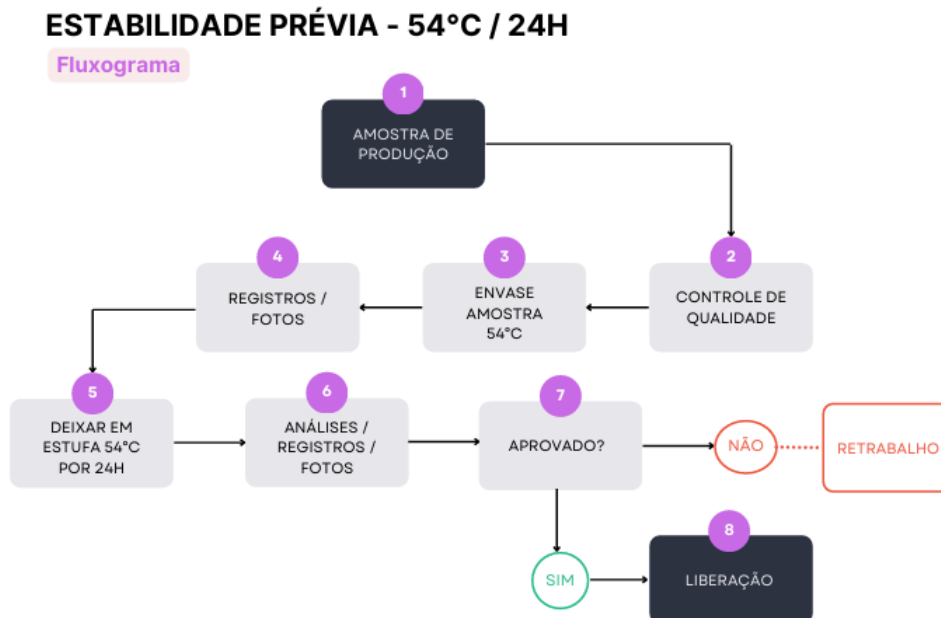 ESTABILIDADE PRÉVIA - 54°C / 24H
Fluxograma
1
AMOSTRA DE
PRODUÇÃO
2
CONTROLE DE
QUALIDADE
3
ENVASE
AMOSTRA
54°C
4
REGISTROS /
FOTOS
5
DEIXAR EM
ESTUFA 54°C
POR 24H
6
ANÁLISES /
REGISTROS /
FOTOS
7
APROVADO?
NÃO
RETRABALHO
SIM
8
LIBERAÇÃO